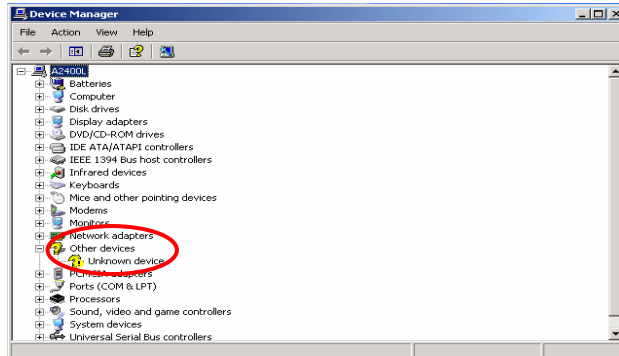 Device Manager
File Action View Help
A2400L
Batteries
Computer
Disk drives
Display adapters
DVD/CD-ROM drives
IDE ATA/ATAPI controllers
IEEE 1394 Bus host controllers
Infrared devices
Keyboards
Mice and other pointing devices
Modems
Monitors
Network adapters
Other devices
Unknown device
PCMCIA adapters
Ports (COM & LPT)
Processors
Sound, video and game controllers
System devices
Universal Serial Bus controllers